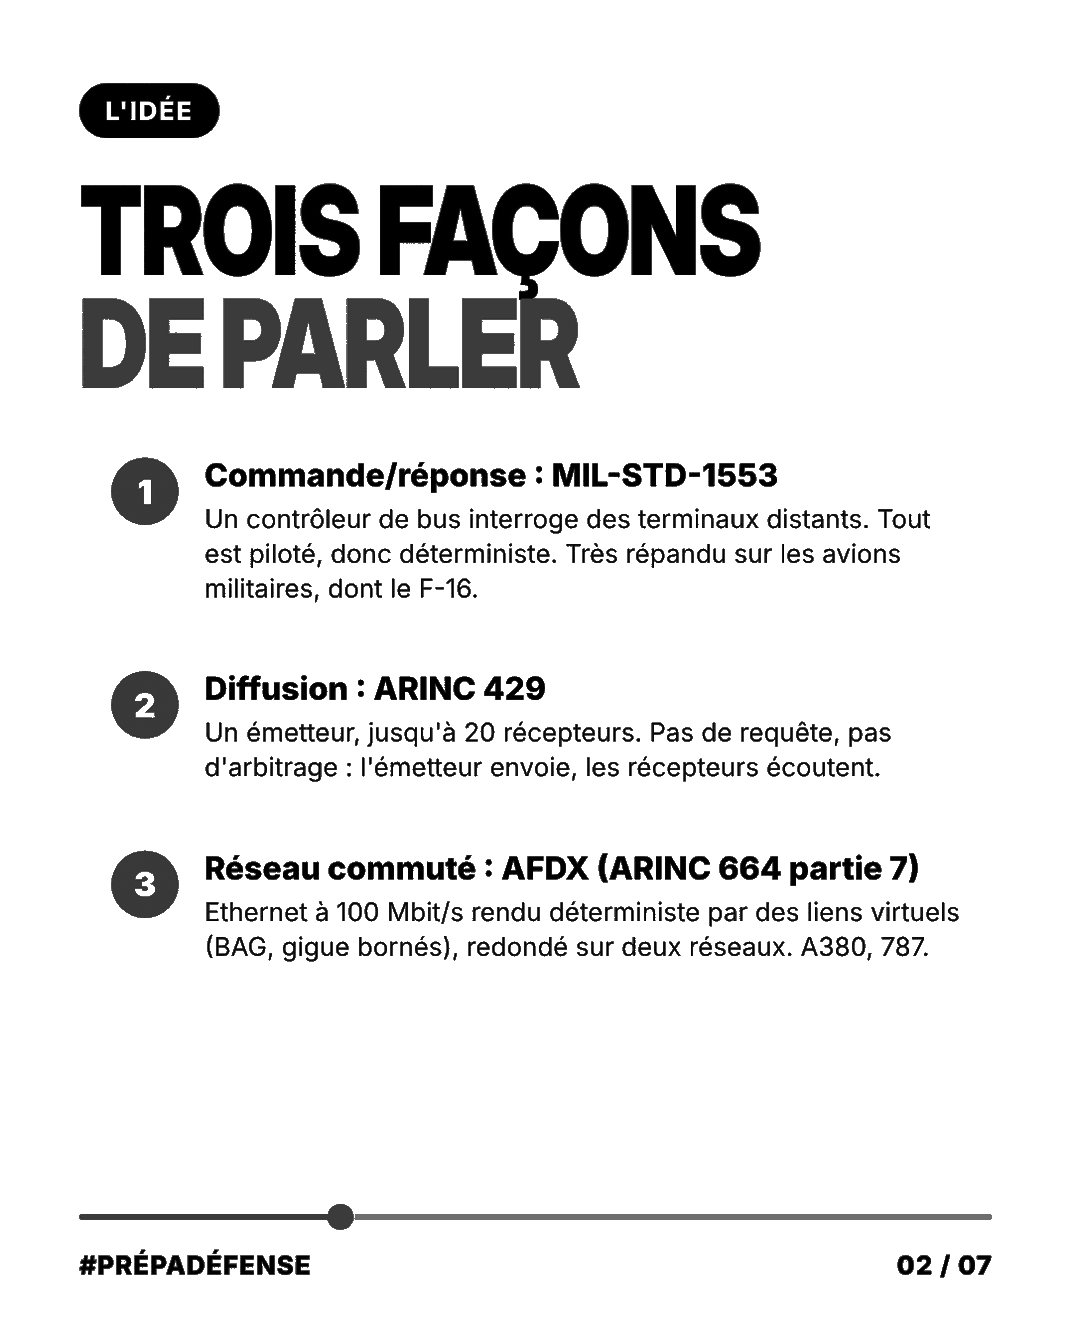 L'IDÉE
TROIS FAÇONS
DE PARLER
1
Commande/réponse : MIL-STD-1553
Un contrôleur de bus interroge des terminaux distants. Tout
est piloté, donc déterministe. Très répandu sur les avions
militaires, dont le F-16.
2
Diffusion : ARINC 429
Un émetteur, jusqu'à 20 récepteurs. Pas de requête, pas
d'arbitrage : l'émetteur envoie, les récepteurs écoutent.
3
Réseau commuté : AFDX (ARINC 664 partie 7)
Ethernet à 100 Mbit/s rendu déterministe par des liens virtuels
(BAG, gigue bornés), redondé sur deux réseaux. A380, 787.
#PRÉPADÉFENSE
02 / 07